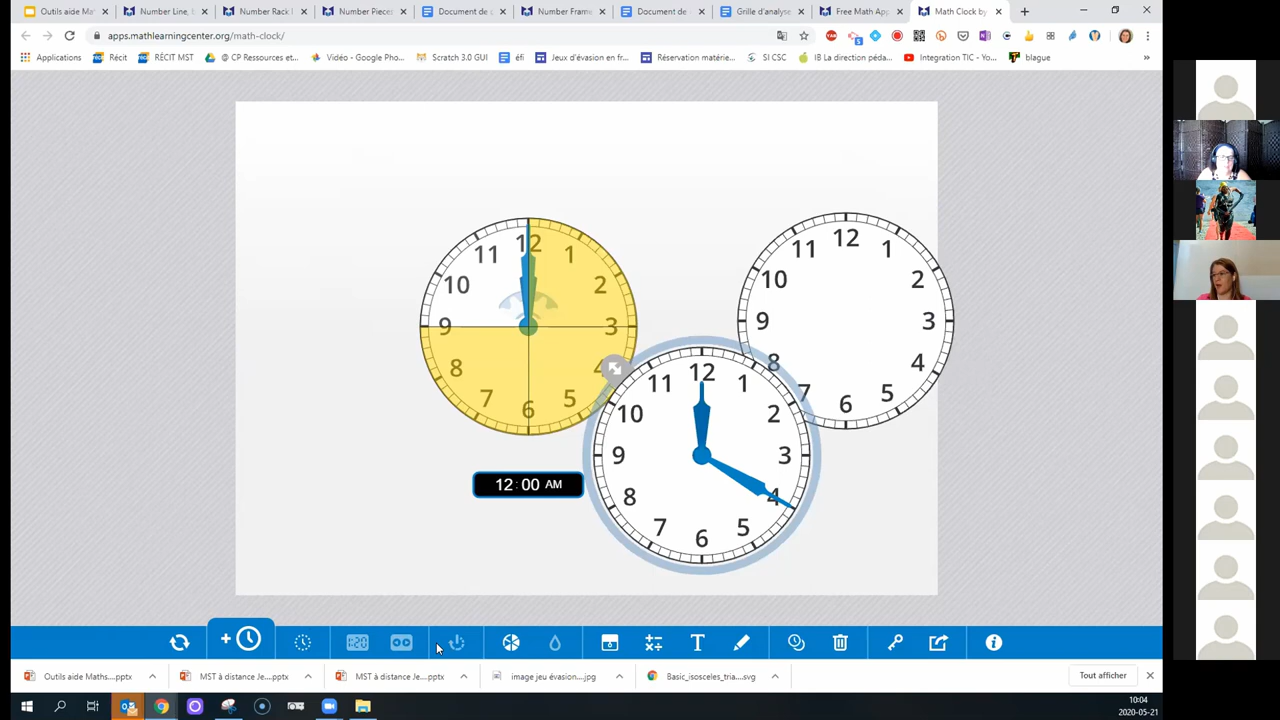 Outils aide Mat
Number Line, I
Number Rack I
Number Pieces
Document de l
Number Frame
Document de
Grille d'analyse
Free Math App
Math Clock by
apps.mathlearningcenter.org/math-clock/
Applications
Récit
RÉCIT MST
@ CP Ressources et...
Vidéo - Google Pho...
Scratch 3.0 GUI
éfi
Jeux d'évasion en fr...
Réservation matérie...
SI CSC
IB La direction péda...
Integration TIC - Yo...
blague
»
12
1
2
3
4
5
6
7
8
9
10
11
12
1
2
3
4
5
6
7
8
9
10
11
12
1
2
3
4
5
6
7
8
9
10
11
12:00 AM
+
:20
T
Outils aide Maths....pptx
MST à distance Je....pptx
MST à distance Je....pptx
image jeu évasion....jpg
Basic_isosceles_tria....svg
Tout afficher
10:04
2020-05-21